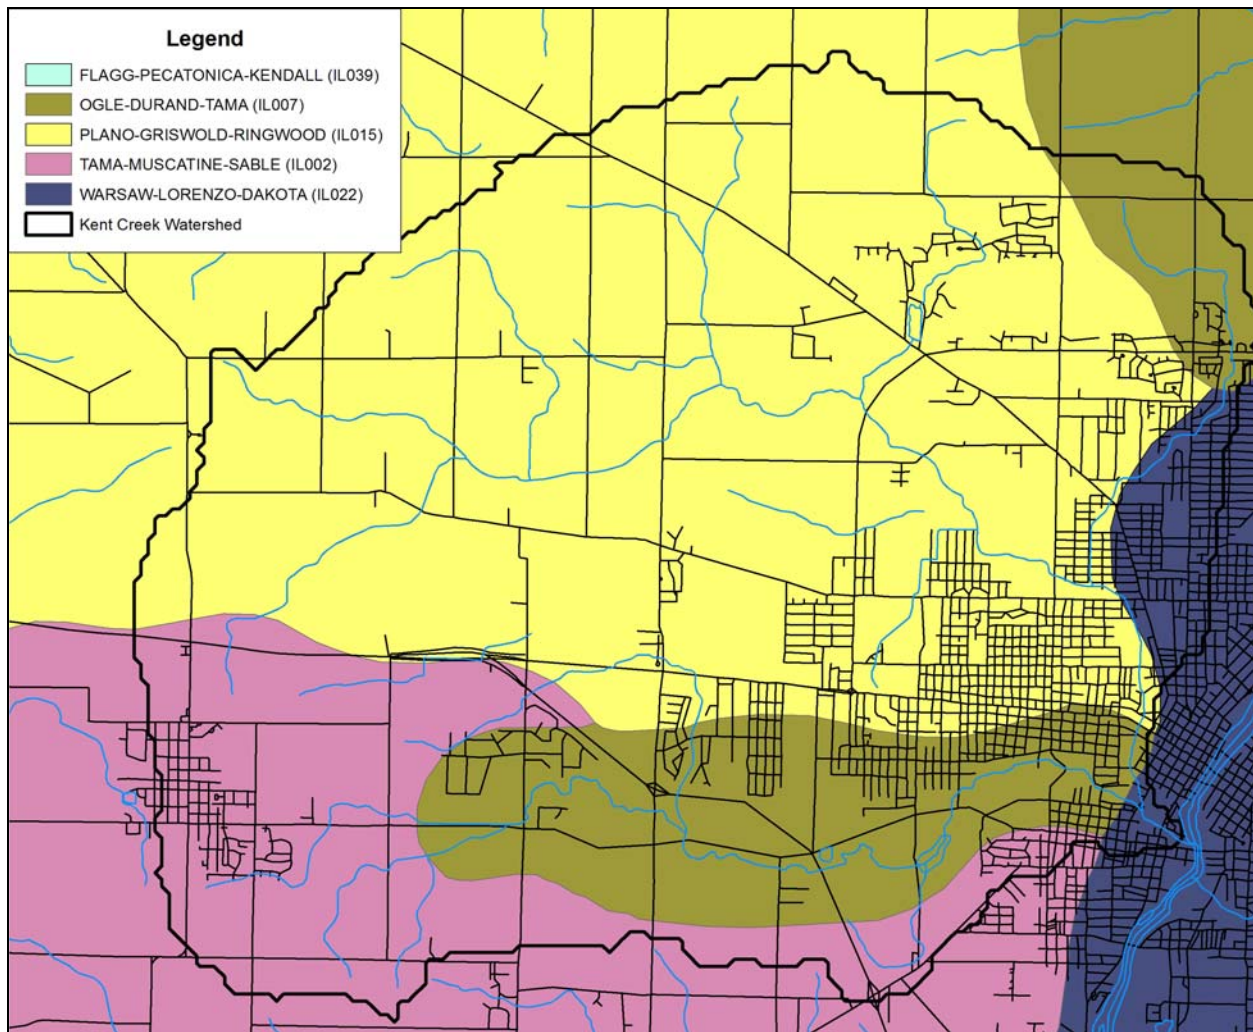 Legend
FLAGG-PECATONICA-KENDALL (IL039)
OGLE-DURAND-TAMA (IL007)
PLANO-GRISWOLD-RINGWOOD (IL015)
TAMA-MUSCATINE-SABLE (IL002)
WARSAW-LORENZO-DAKOTA (IL022)
Kent Creek Watershed